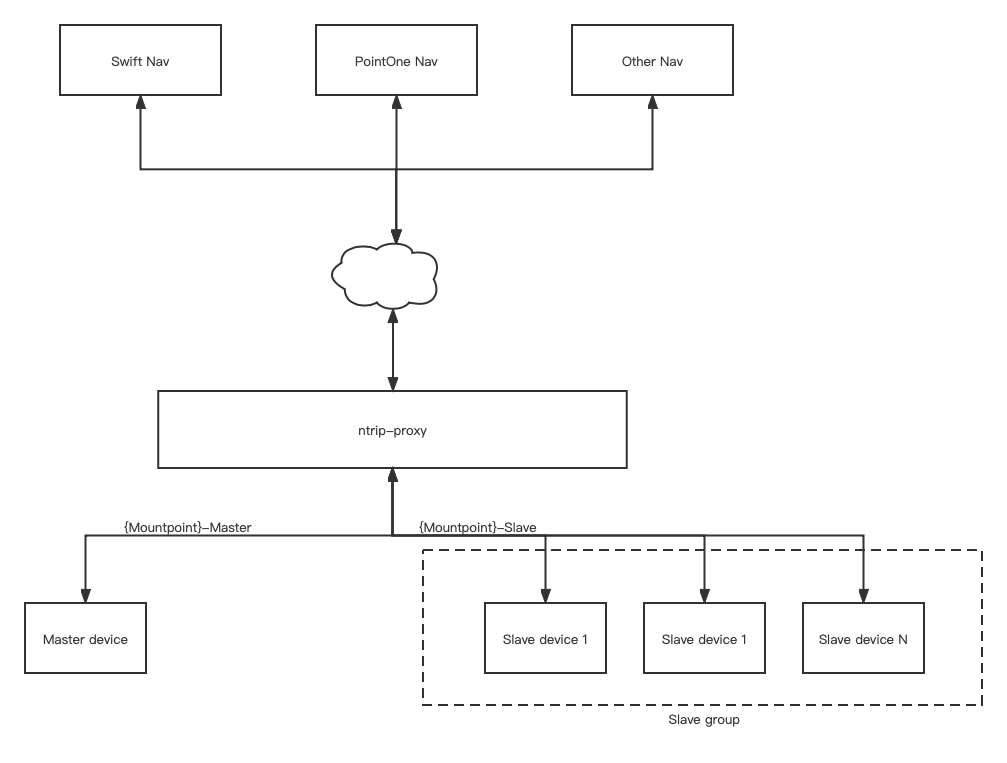 Swift Nav
PointOne Nav
Other Nav
ntrip-proxy
{Mountpoint}-Master
{Mountpoint}-Slave
Master device
Slave device 1
Slave device 1
Slave device N
Slave group